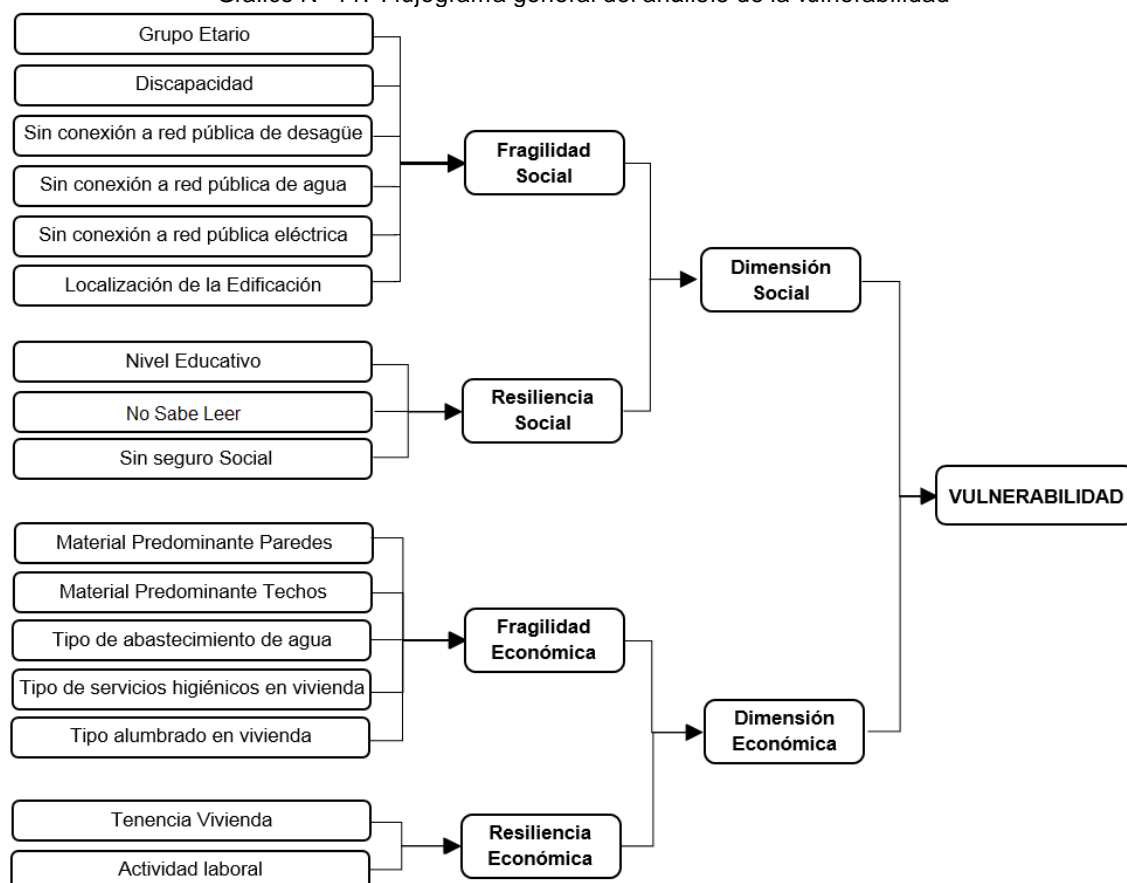 Grupo Etario
Discapacidad
Sin conexión a red pública de desagüe
Sin conexión a red pública de agua
Sin conexión a red pública eléctrica
Localización de la Edificación
Fragilidad
Social
Dimensión
Social
Nivel Educativo
No Sabe Leer
Sin seguro Social
Resiliencia
Social
VULNERABILIDAD
Material Predominante Paredes
Material Predominante Techos
Tipo de abastecimiento de agua
Tipo de servicios higiénicos en vivienda
Tipo alumbrado en vivienda
Fragilidad
Económica
Dimensión
Económica
Tenencia Vivienda
Actividad laboral
Resiliencia
Económica